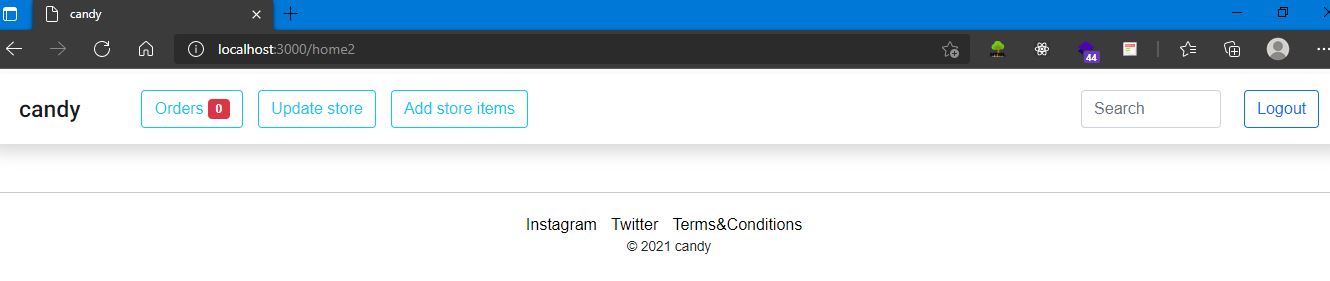 candy
localhost:3000/home2
44
candy Orders 0 Update store Add store items Search Logout
Instagram Twitter Terms&Conditions
© 2021 candy